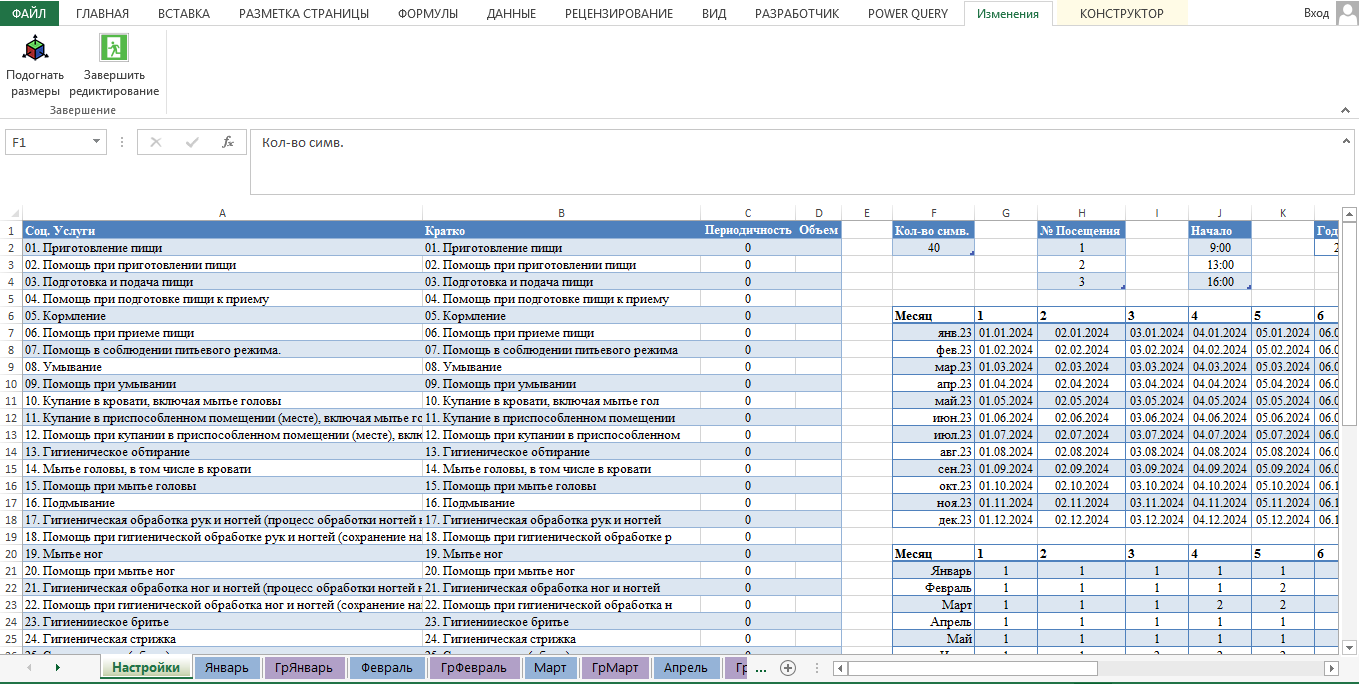 ФАЙЛ ГЛАВНАЯ ВСТАВКА РАЗМЕТКА СТРАНИЦЫ ФОРМУЛЫ ДАННЫЕ РЕЦЕНЗИРОВАНИЕ ВИД РАЗРАБОТЧИК POWER QUERY Изменения КОНСТРУКТОР Вход
Подогнать Завершить
размеры редиктирование
Завершение
F1 fx Кол-во симв.
A B C D E F G H I J K
1 Соц. Услуги Кратко Периодичность Объем Кол-во симв. № Посещения Начало Год
2 01. Приготовление пищи 01. Приготовление пищи 0 40 1 9:00 2
3 02. Помощь при приготовлении пищи 02. Помощь при приготовлении пищи 0 2 13:00
4 03. Подготовка и подача пищи 03. Подготовка и подача пищи 0 3 16:00
5 04. Помощь при подготовке пищи к приему 04. Помощь при подготовке пищи к приему 0
6 05. Кормление 05. Кормление 0 Месяц 1 2 3 4 5 6
7 06. Помощь при приеме пищи 06. Помощь при приеме пищи 0 янв.23 01.01.2024 02.01.2024 03.01.2024 04.01.2024 05.01.2024 06.0
8 07. Помощь в соблюдении питьевого режима. 07. Помощь в соблюдении питьевого режима 0 фев.23 01.02.2024 02.02.2024 03.02.2024 04.02.2024 05.02.2024 06.0
9 08. Умывание 08. Умывание 0 мар.23 01.03.2024 02.03.2024 03.03.2024 04.03.2024 05.03.2024 06.0
10 09. Помощь при умывании 09. Помощь при умывании 0 апр.23 01.04.2024 02.04.2024 03.04.2024 04.04.2024 05.04.2024 06.0
11 10. Купание в кровати, включая мытье головы 10. Купание в кровати, включая мытье гол 0 май.23 01.05.2024 02.05.2024 03.05.2024 04.05.2024 05.05.2024 06.0
12 11. Купание в приспособленном помещении (месте), включая мытье го 11. Купание в приспособленном помещении 0 июн.23 01.06.2024 02.06.2024 03.06.2024 04.06.2024 05.06.2024 06.0
13 12. Помощь при купании в приспособленном помещении (месте), вклю 12. Помощь при купании в приспособленном 0 июл.23 01.07.2024 02.07.2024 03.07.2024 04.07.2024 05.07.2024 06.0
14 13. Гигиеническое обтирание 13. Гигиеническое обтирание 0 авг.23 01.08.2024 02.08.2024 03.08.2024 04.08.2024 05.08.2024 06.0
15 14. Мытье головы, в том числе в кровати 14. Мытье головы, в том числе в кровати 0 сен.23 01.09.2024 02.09.2024 03.09.2024 04.09.2024 05.09.2024 06.0
16 15. Помощь при мытье головы 15. Помощь при мытье головы 0 окт.23 01.10.2024 02.10.2024 03.10.2024 04.10.2024 05.10.2024 06.1
17 16. Подмывание 16. Подмывание 0 ноя.23 01.11.2024 02.11.2024 03.11.2024 04.11.2024 05.11.2024 06.1
18 17. Гигиеническая обработка рук и ногтей (процесс обработки ногтей 17. Гигиеническая обработка рук и ногтей 0 дек.23 01.12.2024 02.12.2024 03.12.2024 04.12.2024 05.12.2024 06.1
19 18. Помощь при гигиенической обработке рук и ногтей (сохранение на 18. Помощь при гигиенической обработке р 0
20 19. Мытье ног 19. Мытье ног 0 Месяц 1 2 3 4 5 6
21 20. Помощь при мытье ног 20. Помощь при мытье ног 0 Январь 1 1 1 1 1
22 21. Гигиеническая обработка ног и ногтей (процесс обработки ногтей 21. Гигиеническая обработка ног и ногтей 0 Февраль 1 1 1 1 2
23 22. Помощь при гигиенической обработка ног и ногтей (сохранение на 22. Помощь при гигиенической обработка н 0 Март 1 1 1 2 2
24 23. Гигиенииеское бритье 23. Гигиенииеское бритье 0 Апрель 1 1 1 1 1
25 24. Гигиеническая стрижка 24. Гигиеническая стрижка 0 Май 1 1 1 1 1
Настройки Январь ГрЯнварь Февраль ГрФевраль Март ГрМарт Апрель Гр ...